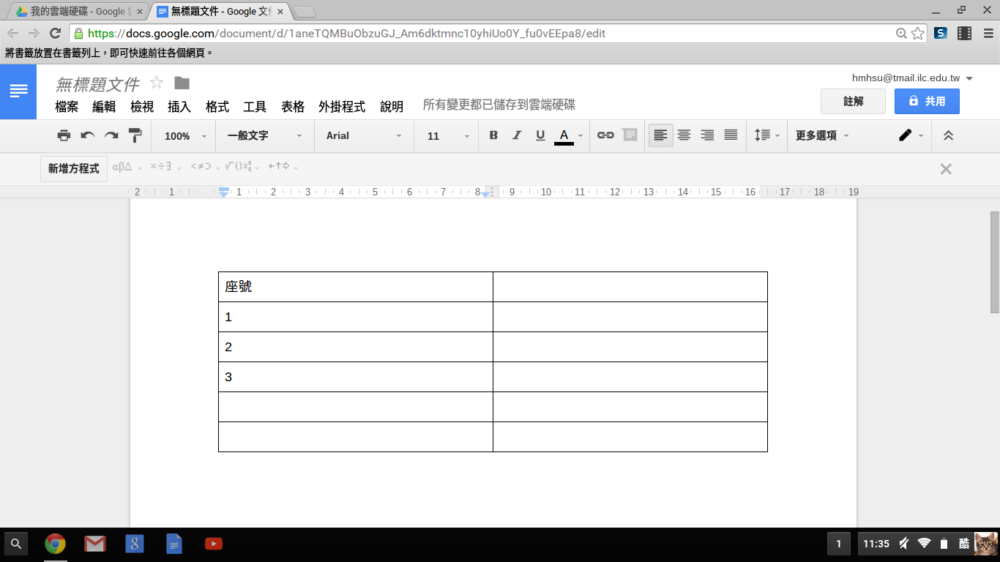 我的雲端硬碟 - Google
無標題文件 - Google 文件
https://docs.google.com/document/d/1aneTQMBuObzuGJ_Am6dktmnc10yhiUo0Y_fu0vEEpa8/edit
將書籤放置在書籤列上，即可快速前往各個網頁。
hmhsu@tmail.ilc.edu.tw
無標題文件
檔案 編輯 檢視 插入 格式 工具 表格 外掛程式 說明 所有變更都已儲存到雲端硬碟
註解 共用
100% 一般文字 Arial 11 B I U A 更多選項
新增方程式 αβΔ ×÷∃ <≠⊃ √()x ←↑⇒
2 1 1 2 3 4 5 6 7 8 9 10 11 12 13 14 15 16 17 18 19
座號
1
2
3
1 11:35 酷